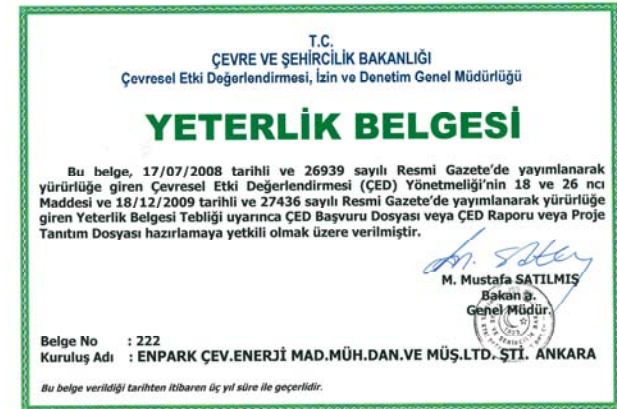 T.C.
ÇEVRE VE ŞEHİRCİLİK BAKANLIĞI
Çevresel Etki Değerlendirmesi, İzin ve Denetim Genel Müdürlüğü
YETERLİK BELGESİ
Bu belge, 17/07/2008 tarihli ve 26939 sayılı Resmi Gazete'de yayımlanarak
yürürlüğe giren Çevresel Etki Değerlendirmesi (ÇED) Yönetmeliği'nin 18 ve 26 ncı
Maddesi ve 18/12/2009 tarihli ve 27436 sayılı Resmi Gazete'de yayımlanarak yürürlüğe
giren Yeterlik Belgesi Tebliği uyarınca ÇED Başvuru Dosyası veya ÇED Raporu veya Proje
Tanıtım Dosyası hazırlamaya yetkili olmak üzere verilmiştir.
M. Mustafa SATILMIŞ
Bakan a.
Genel Müdür.
Belge No : 222
Kuruluş Adı : ENPARK ÇEV.ENERJİ MAD.MÜH.DAN.VE MÜŞ.LTD. ŞTİ. ANKARA
Bu belge verildiği tarihten itibaren üç yıl süre ile geçerlidir.